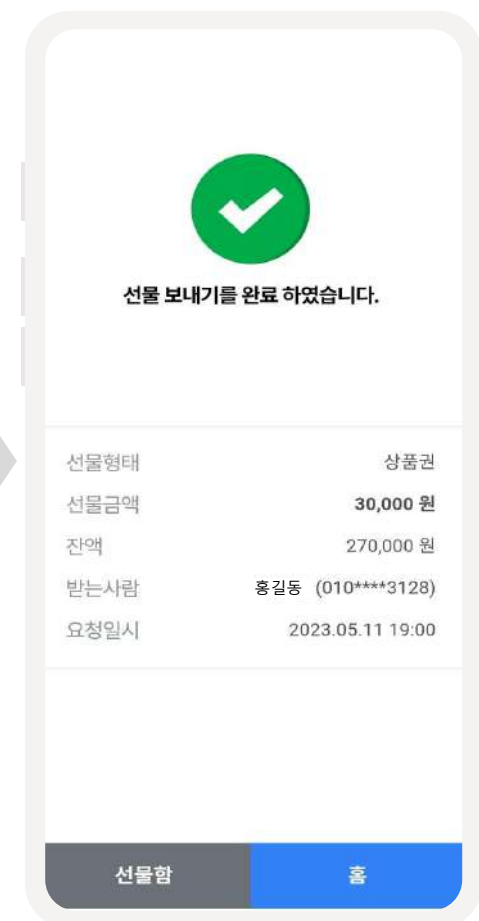 선물 보내기를 완료 하였습니다.
선물형태 상품권
선물금액 30,000 원
잔액 270,000 원
받는사람 홍길동 (010****3128)
요청일시 2023.05.11 19:00
선물함 홈